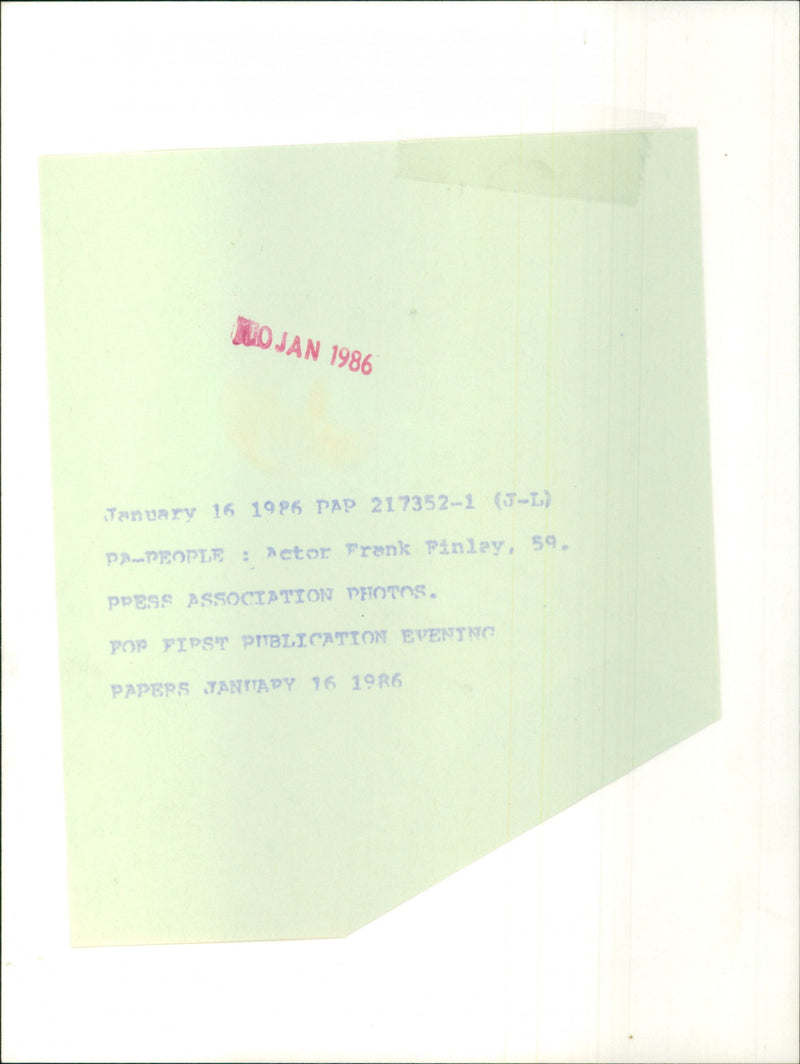 JAN 1986
January 16 1986 PAP 217352-1 (J-L)
PA-PEOPLE : Actor Frank Finlay, 59.
PRESS ASSOCIATION PHOTOS.
FOR FIRST PUBLICATION EVENING
PAPERS JANUARY 16 1986